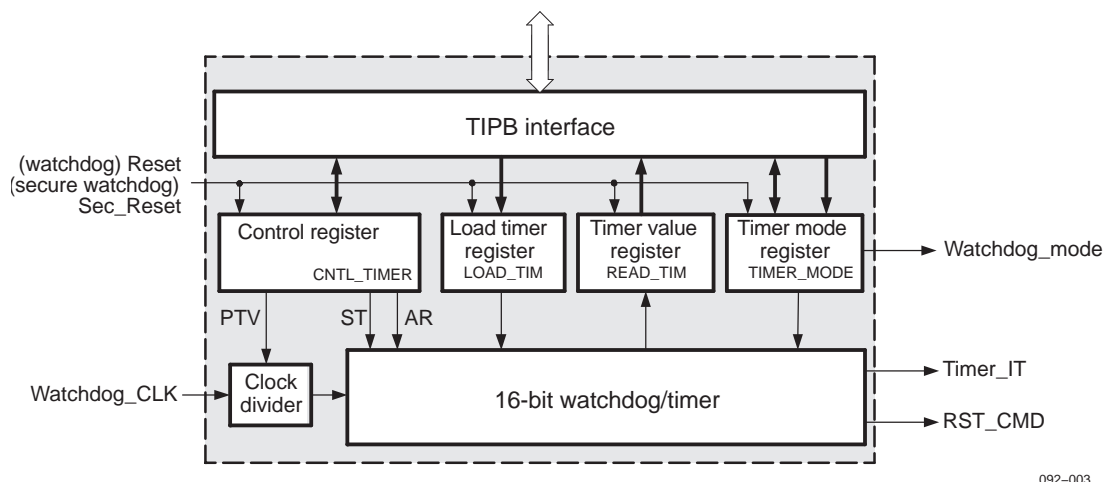 TIPB interface
(watchdog) Reset
(secure watchdog)
Sec_Reset
Control register
CNTL_TIMER
Load timer
register
LOAD_TIM
Timer value
register
READ_TIM
Timer mode
register
TIMER_MODE
Watchdog_mode
PTV
ST
AR
Watchdog_CLK
Clock
divider
16-bit watchdog/timer
Timer_IT
RST_CMD
092–003